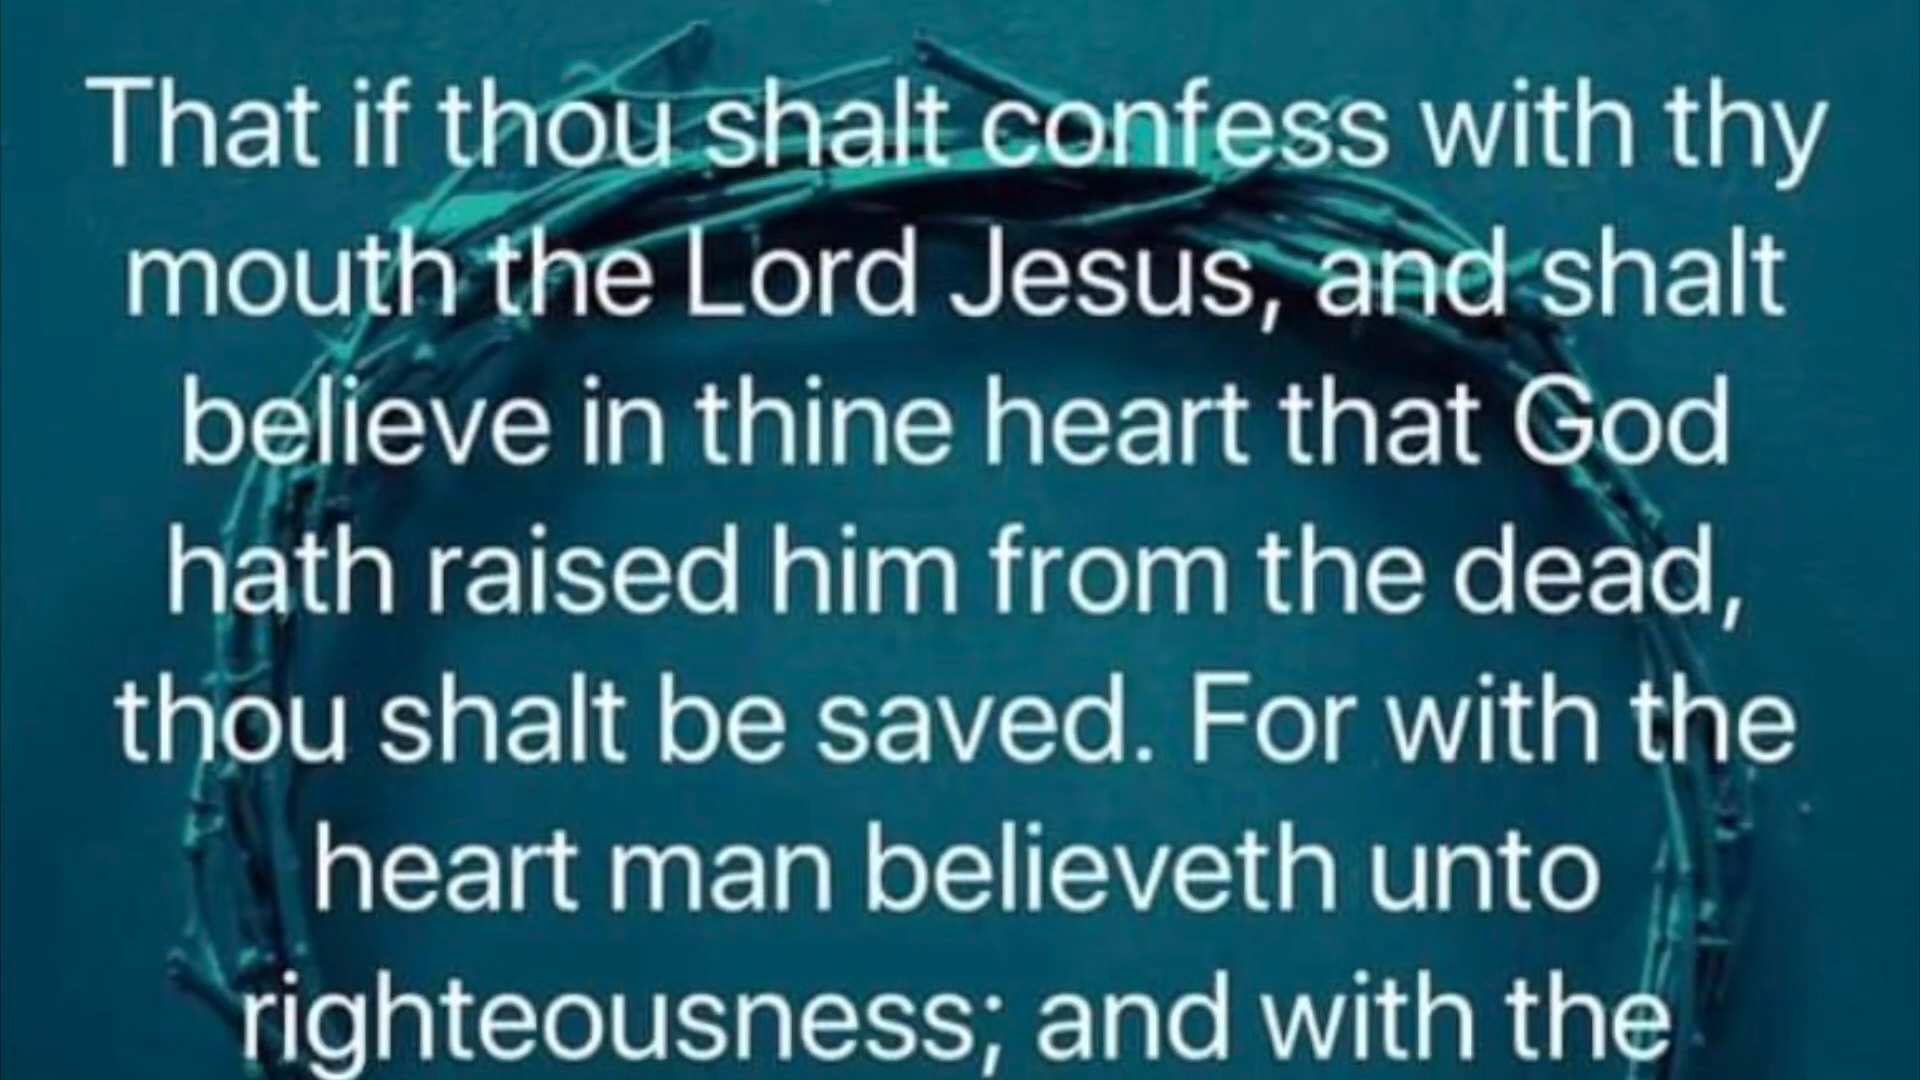 That if thou shalt confess with thy
mouth the Lord Jesus, and shalt
believe in thine heart that God
hath raised him from the dead,
thou shalt be saved. For with the
heart man believeth unto
righteousness; and with the